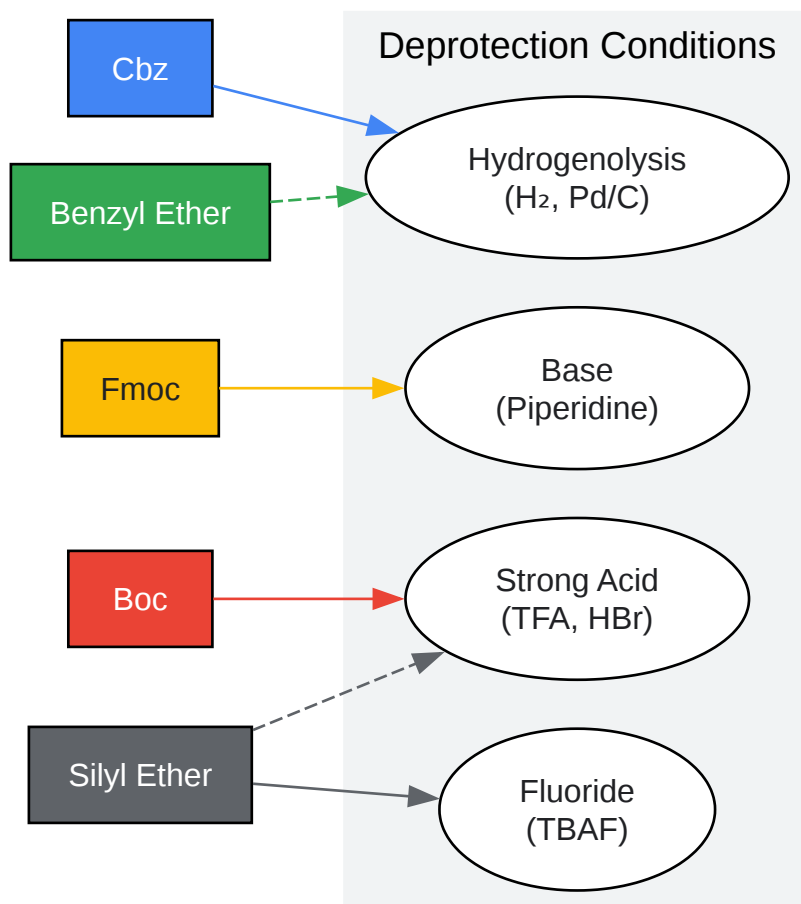 Deprotection Conditions
Cbz
Hydrogenolysis
(H₂, Pd/C)
Benzyl Ether
Fmoc
Base
(Piperidine)
Boc
Strong Acid
(TFA, HBr)
Silyl Ether
Fluoride
(TBAF)